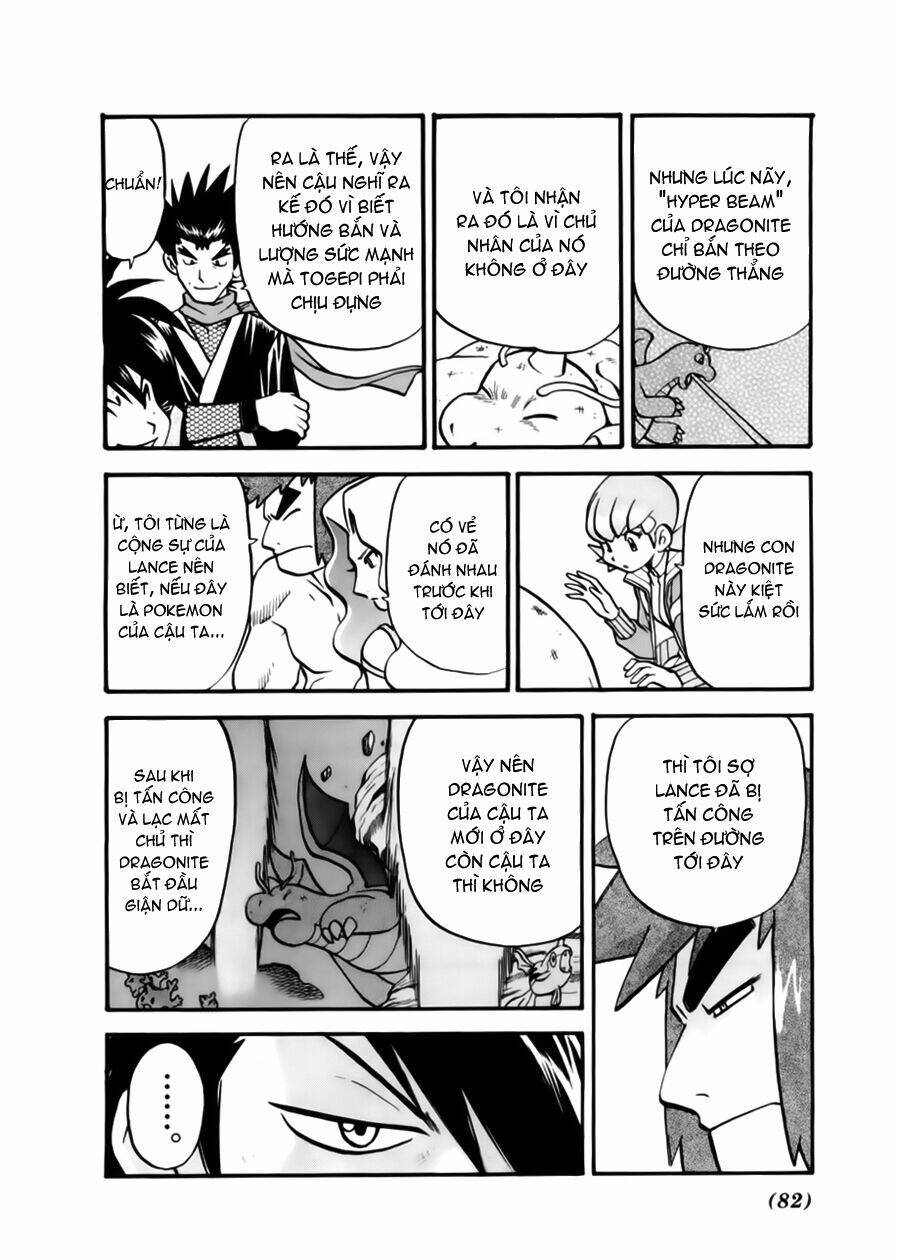 NHƯNG LÚC NÃY,
"HYPER BEAM"
CỦA DRAGONITE
CHỈ BẮN THEO
ĐƯỜNG THẲNG
VÀ TÔI NHẬN
RA ĐÓ LÀ VÌ CHỦ
NHÂN CỦA NÓ
KHÔNG Ở ĐÂY
RA LÀ THẾ, VẬY
NÊN CẬU NGHĨ RA
KẾ ĐÓ VÌ BIẾT
HƯỚNG BẮN VÀ
LƯỢNG SỨC MẠNH
MÀ TOGEPI PHẢI
CHỊU ĐỰNG
CHUẨN!
NHƯNG CON
DRAGONITE
NÀY KIỆT
SỨC LẮM RỒI
CÓ VẺ
NÓ ĐÃ
ĐÁNH NHAU
TRƯỚC KHI
TỚI ĐÂY
Ừ, TÔI TỪNG LÀ
CỘNG SỰ CỦA
LANCE NÊN
BIẾT, NẾU ĐÂY
LÀ POKEMON
CỦA CẬU TA...
THÌ TÔI SỢ
LANCE ĐÃ BỊ
TẤN CÔNG
TRÊN ĐƯỜNG
TỚI ĐÂY
VẬY NÊN
DRAGONITE
CỦA CẬU TA
MỚI Ở ĐÂY
CÒN CẬU TA
THÌ KHÔNG
SAU KHI
BỊ TẤN CÔNG
VÀ LẠC MẤT
CHỦ THÌ
DRAGONITE
BẮT ĐẦU
GIẬN DỮ...
.......。
(82)